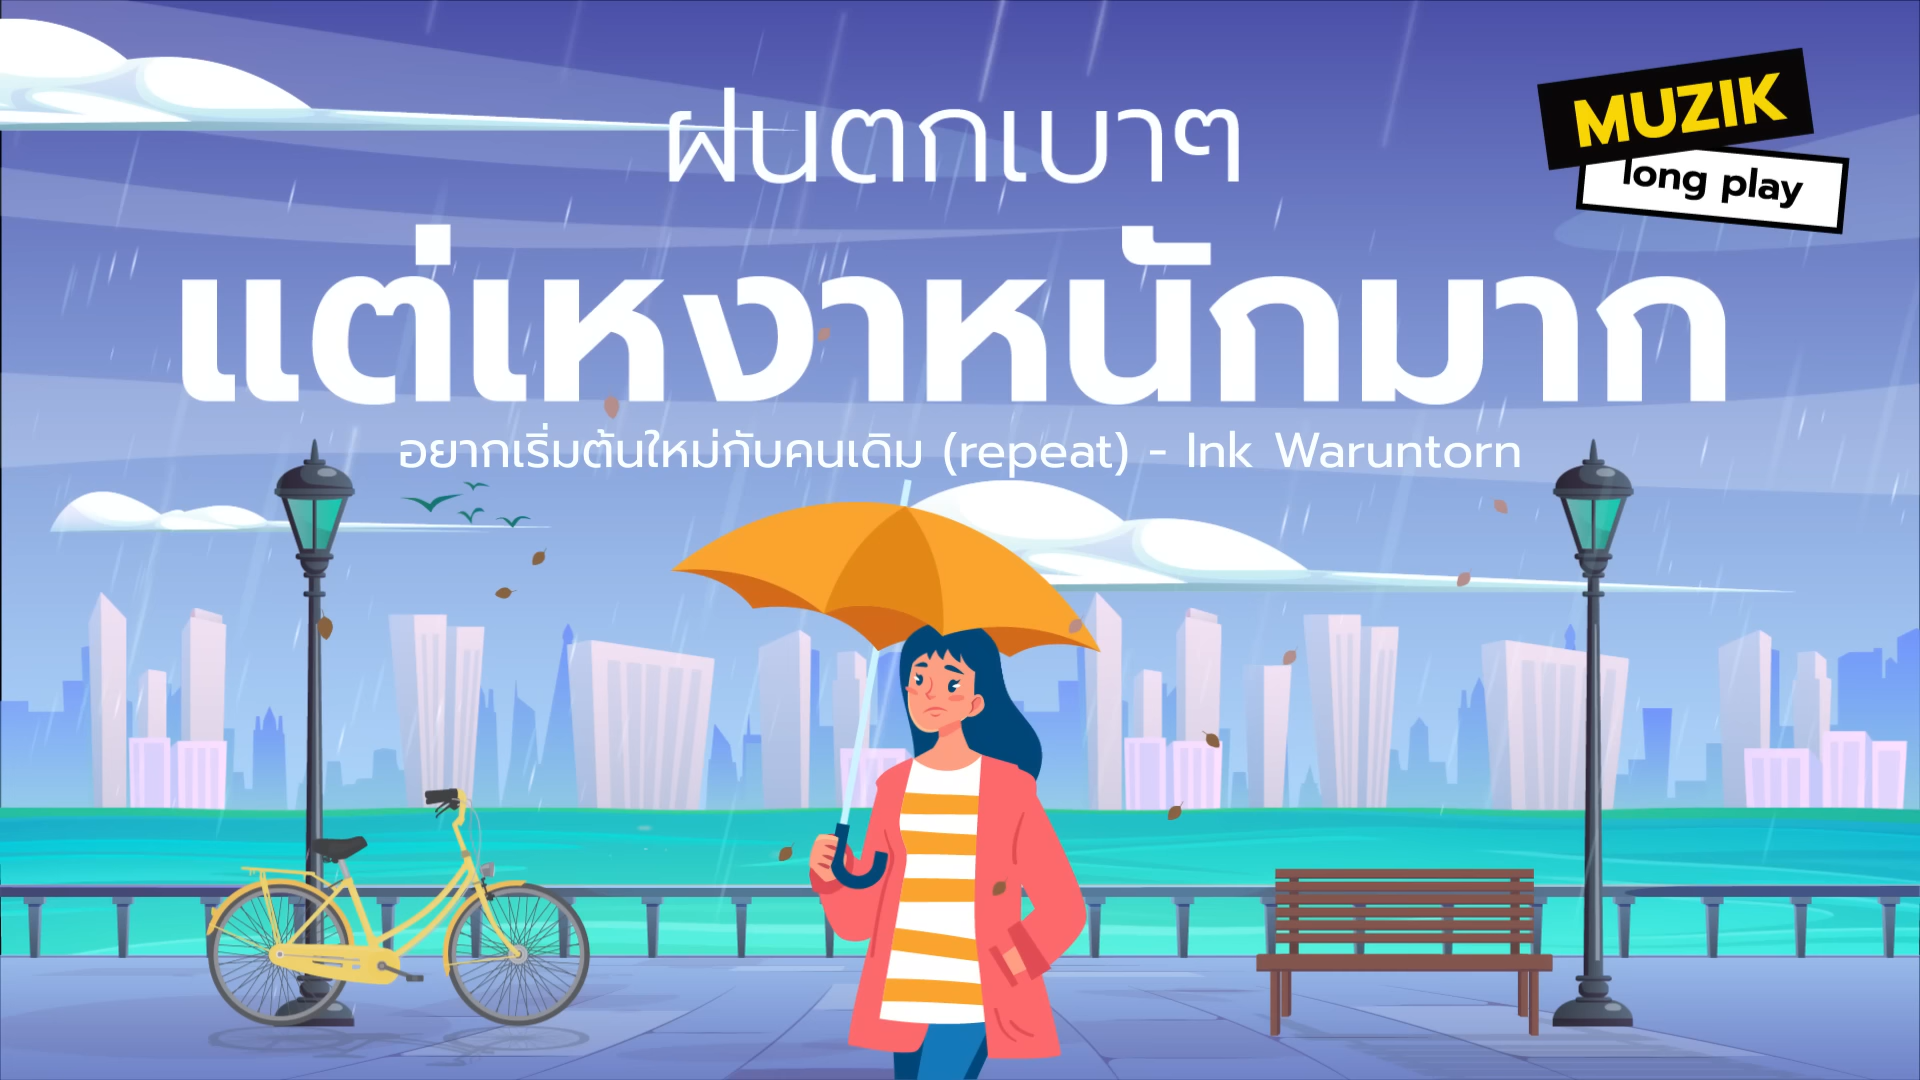 ฝนตกเบาๆ
แต่เหงาหนักมาก
อยากเริ่มต้นใหม่กับคนเดิม (repeat) - Ink Waruntorn
MUZIK
long play